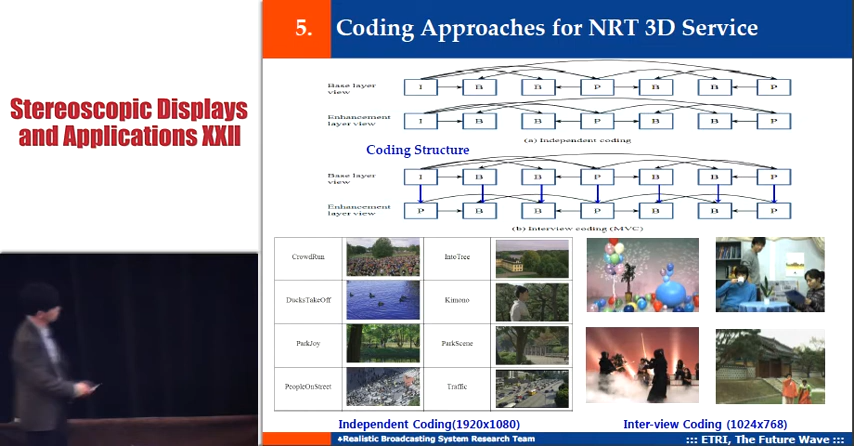 Stereoscopic Displays
and Applications XXII
5. Coding Approaches for NRT 3D Service
Base layer
view
I B B P B B P
Enhancement
layer view
I B B P B B P
(a) Independent coding
Coding Structure
Base layer
view
I B B P B B P
Enhancement
layer view
P B B P B B P
(b) Interview coding (MVC)
CrowdRun IntoTree
DucksTakeOff Kimono
ParkJoy ParkScene
PeopleOnStreet Traffic
Independent Coding(1920x1080) Inter-view Coding (1024x768)
♠Realistic Broadcasting System Research Team
::: ETRI, The Future Wave :::